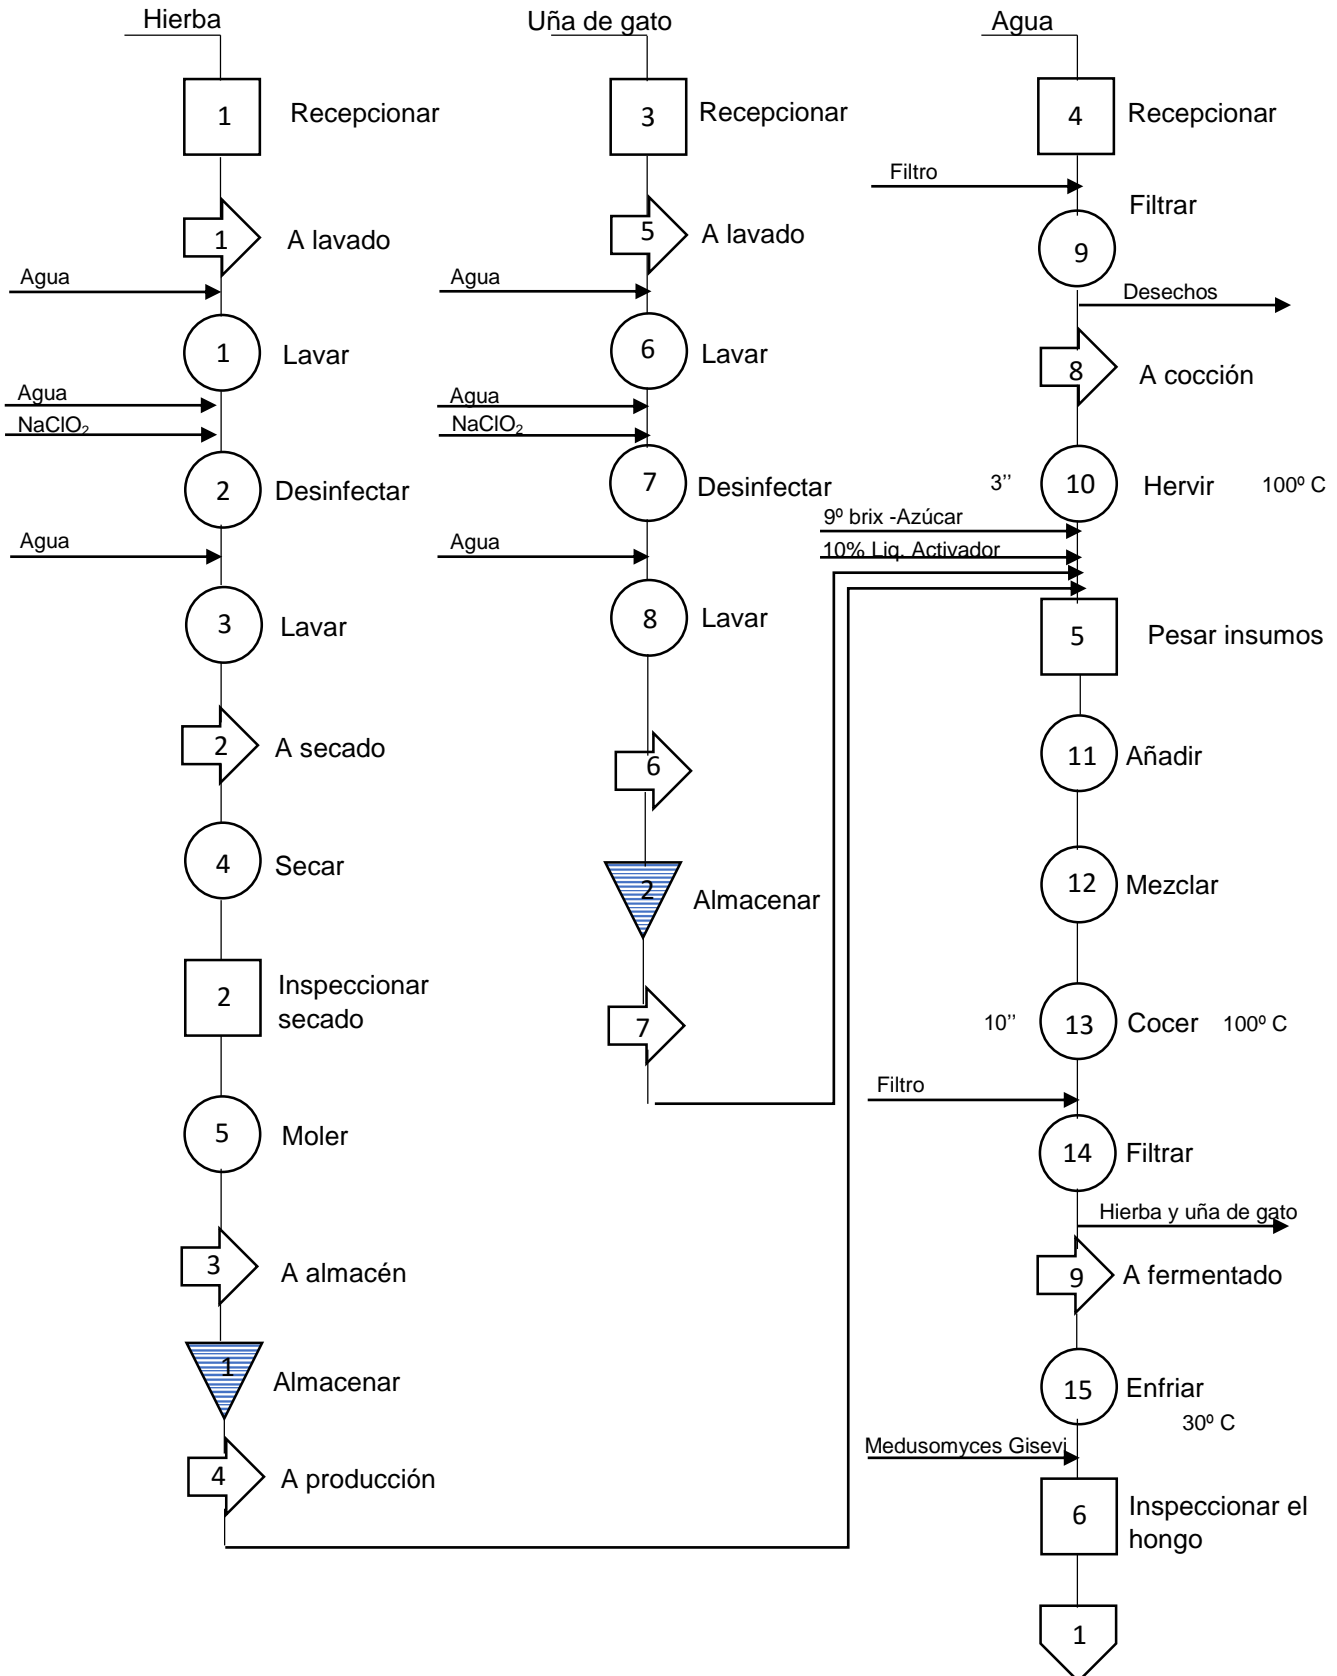 Hierba
1
Recepcionar
1
A lavado
Agua
1
Lavar
Agua
NaClO₂
2
Desinfectar
Agua
3
Lavar
2
A secado
4
Secar
2
Inspeccionar
secado
5
Moler
3
A almacén
1
Almacenar
4
A producción
Uña de gato
3
Recepcionar
5
A lavado
Agua
6
Lavar
Agua
NaClO₂
7
Desinfectar
Agua
8
Lavar
6
2
Almacenar
7
Agua
4
Recepcionar
Filtro
Filtrar
9
Desechos
8
A cocción
3’’
10
Hervir
100º C
9º brix -Azúcar
10% Liq. Activador
5
Pesar insumos
11
Añadir
12
Mezclar
10’’
13
Cocer
100º C
Filtro
14
Filtrar
Hierba y uña de gato
9
A fermentado
15
Enfriar
30º C
Medusomyces Gisevi
6
Inspeccionar el
hongo
1